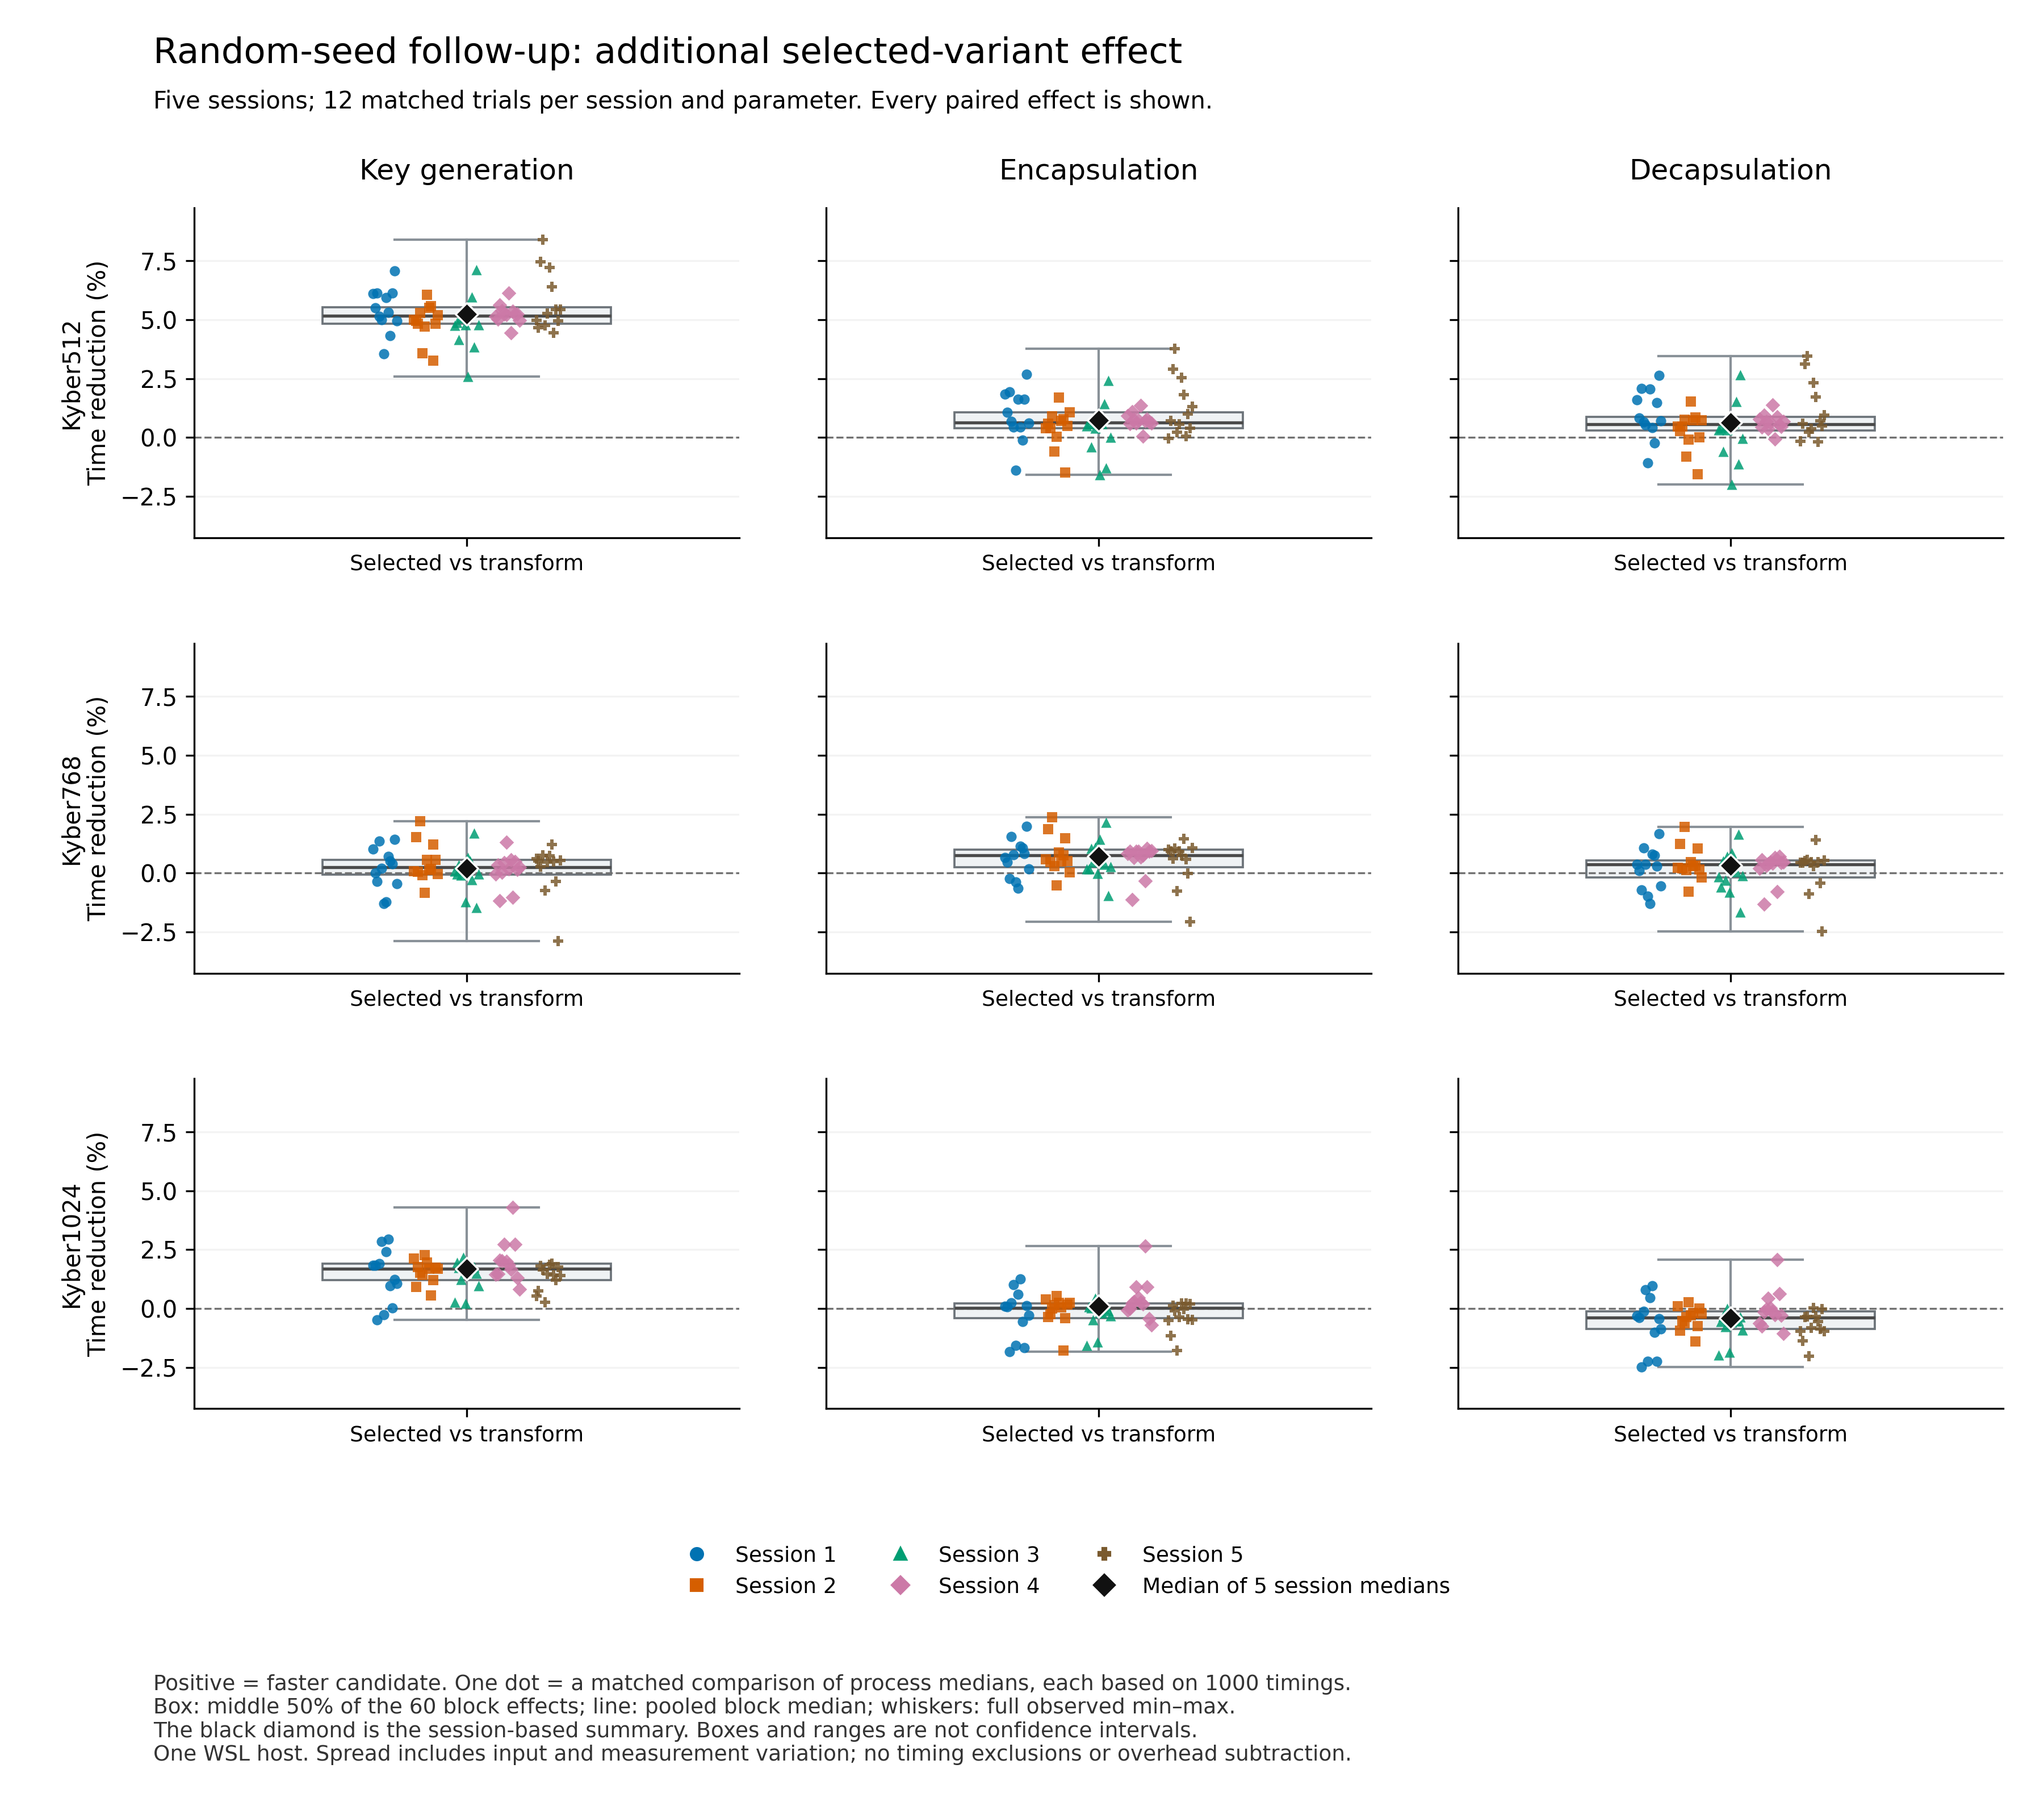 Random-seed follow-up: additional selected-variant effect
Five sessions; 12 matched trials per session and parameter. Every paired effect is shown.
Key generation
Encapsulation
Decapsulation
Kyber512
Time reduction (%)
7.5
5.0
2.5
0.0
−2.5
Selected vs transform
Selected vs transform
Selected vs transform
Kyber768
Time reduction (%)
7.5
5.0
2.5
0.0
−2.5
Selected vs transform
Selected vs transform
Selected vs transform
Kyber1024
Time reduction (%)
7.5
5.0
2.5
0.0
−2.5
Selected vs transform
Selected vs transform
Selected vs transform
Session 1
Session 2
Session 3
Session 4
Session 5
Median of 5 session medians
Positive = faster candidate. One dot = a matched comparison of process medians, each based on 1000 timings.
Box: middle 50% of the 60 block effects; line: pooled block median; whiskers: full observed min–max.
The black diamond is the session-based summary. Boxes and ranges are not confidence intervals.
One WSL host. Spread includes input and measurement variation; no timing exclusions or overhead subtraction.